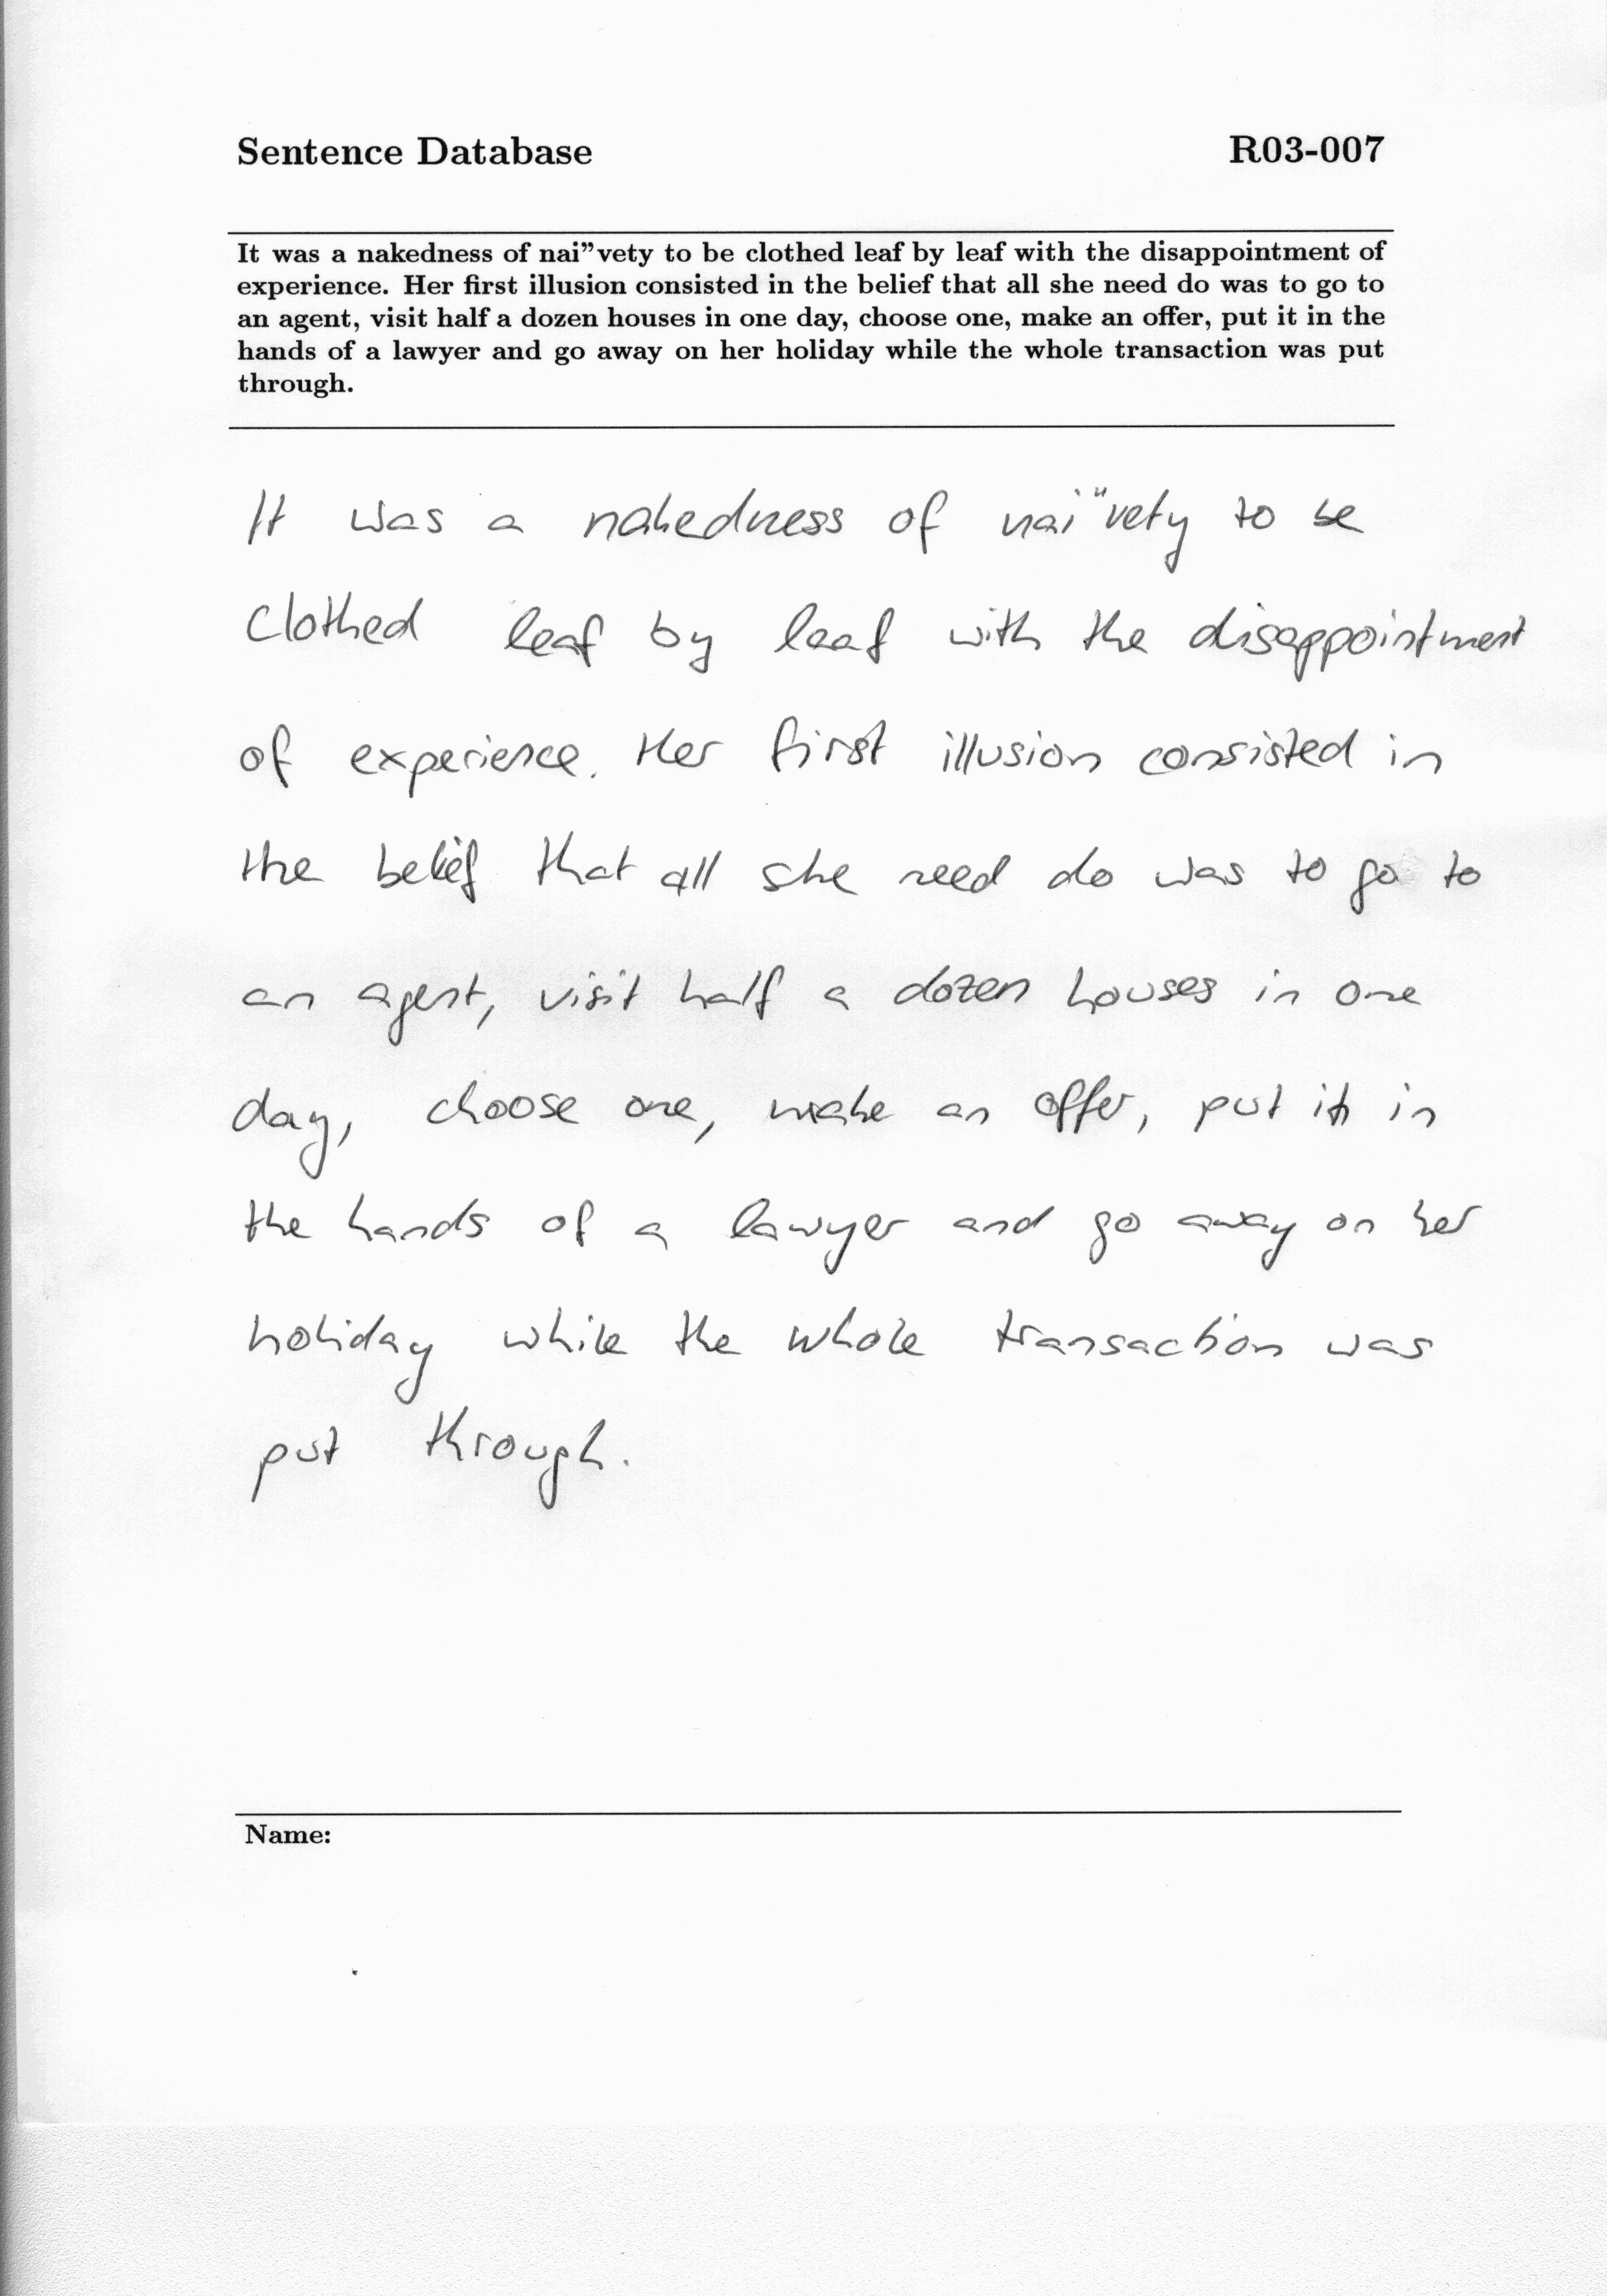 Sentence Database R03-007
It was a nakedness of nai”vety to be clothed leaf by leaf with the disappointment of
experience. Her first illusion consisted in the belief that all she need do was to go to
an agent, visit half a dozen houses in one day, choose one, make an offer, put it in the
hands of a lawyer and go away on her holiday while the whole transaction was put
through.
It was a nakedness of nai"vety to be
clothed leaf by leaf with the disappointment
of experience. Her first illusion consisted in
the belief that all she need do was to go to
an agent, visit half a dozen houses in one
day, choose one, make an offer, put it in
the hands of a lawyer and go away on her
holiday while the whole transaction was
put through.
Name: